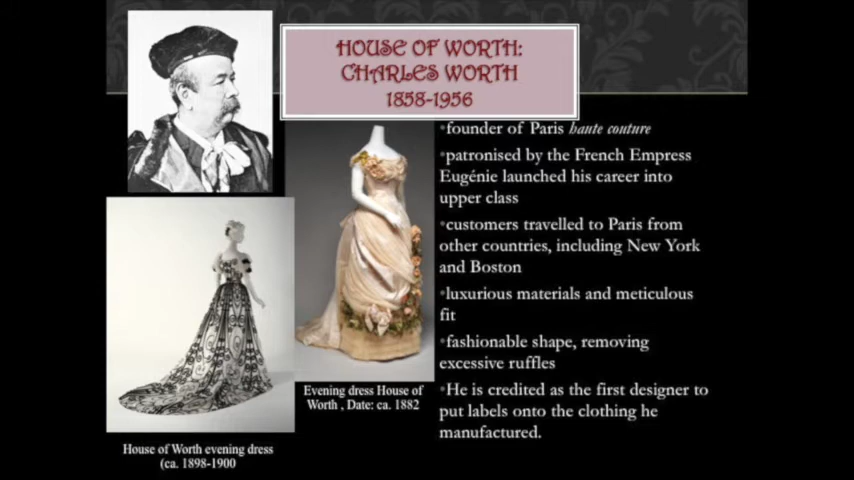 HOUSE OF WORTH:
CHARLES WORTH
1858-1956
•founder of Paris haute couture
•patronised by the French Empress
Eugénie launched his career into
upper class
•customers travelled to Paris from
other countries, including New York
and Boston
•luxurious materials and meticulous
fit
•fashionable shape, removing
excessive ruffles
•He is credited as the first designer to
put labels onto the clothing he
manufactured.
Evening dress House of
Worth , Date: ca. 1882
House of Worth evening dress
(ca. 1898-1900